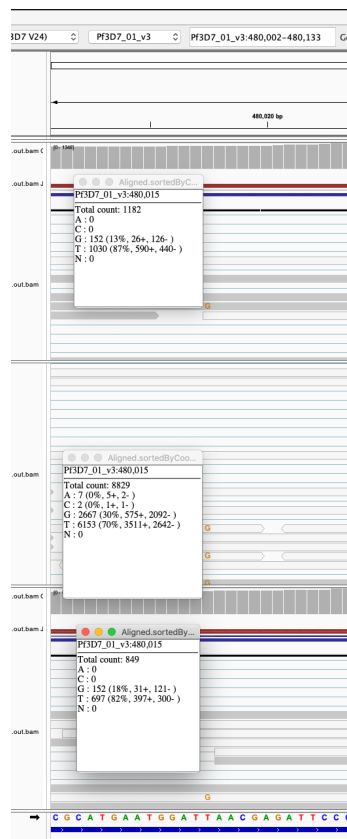 3D7 V24)
Pf3D7_01_v3
Pf3D7_01_v3:480,002-480,133
480,020 bp
.out.bam C
.out.bam J
Aligned.sortedByC...
Pf3D7_01_v3:480,015
Total count: 1182
A : 0
C : 0
G : 152 (13%, 26+, 126- )
T : 1030 (87%, 590+, 440- )
N : 0
.out.bam
G
Aligned.sortedByCoo...
Pf3D7_01_v3:480,015
Total count: 8829
A : 7 (0%, 5+, 2- )
C : 2 (0%, 1+, 1- )
G : 2667 (30%, 575+, 2092- )
T : 6153 (70%, 3511+, 2642- )
N : 0
.out.bam
G
G
G
.out.bam C
.out.bam J
Aligned.sortedBy...
Pf3D7_01_v3:480,015
Total count: 849
A : 0
C : 0
G : 152 (18%, 31+, 121- )
T : 697 (82%, 397+, 300- )
N : 0
.out.bam
G
C G C A T G A A T G G A T T A A C G A G A T T C C